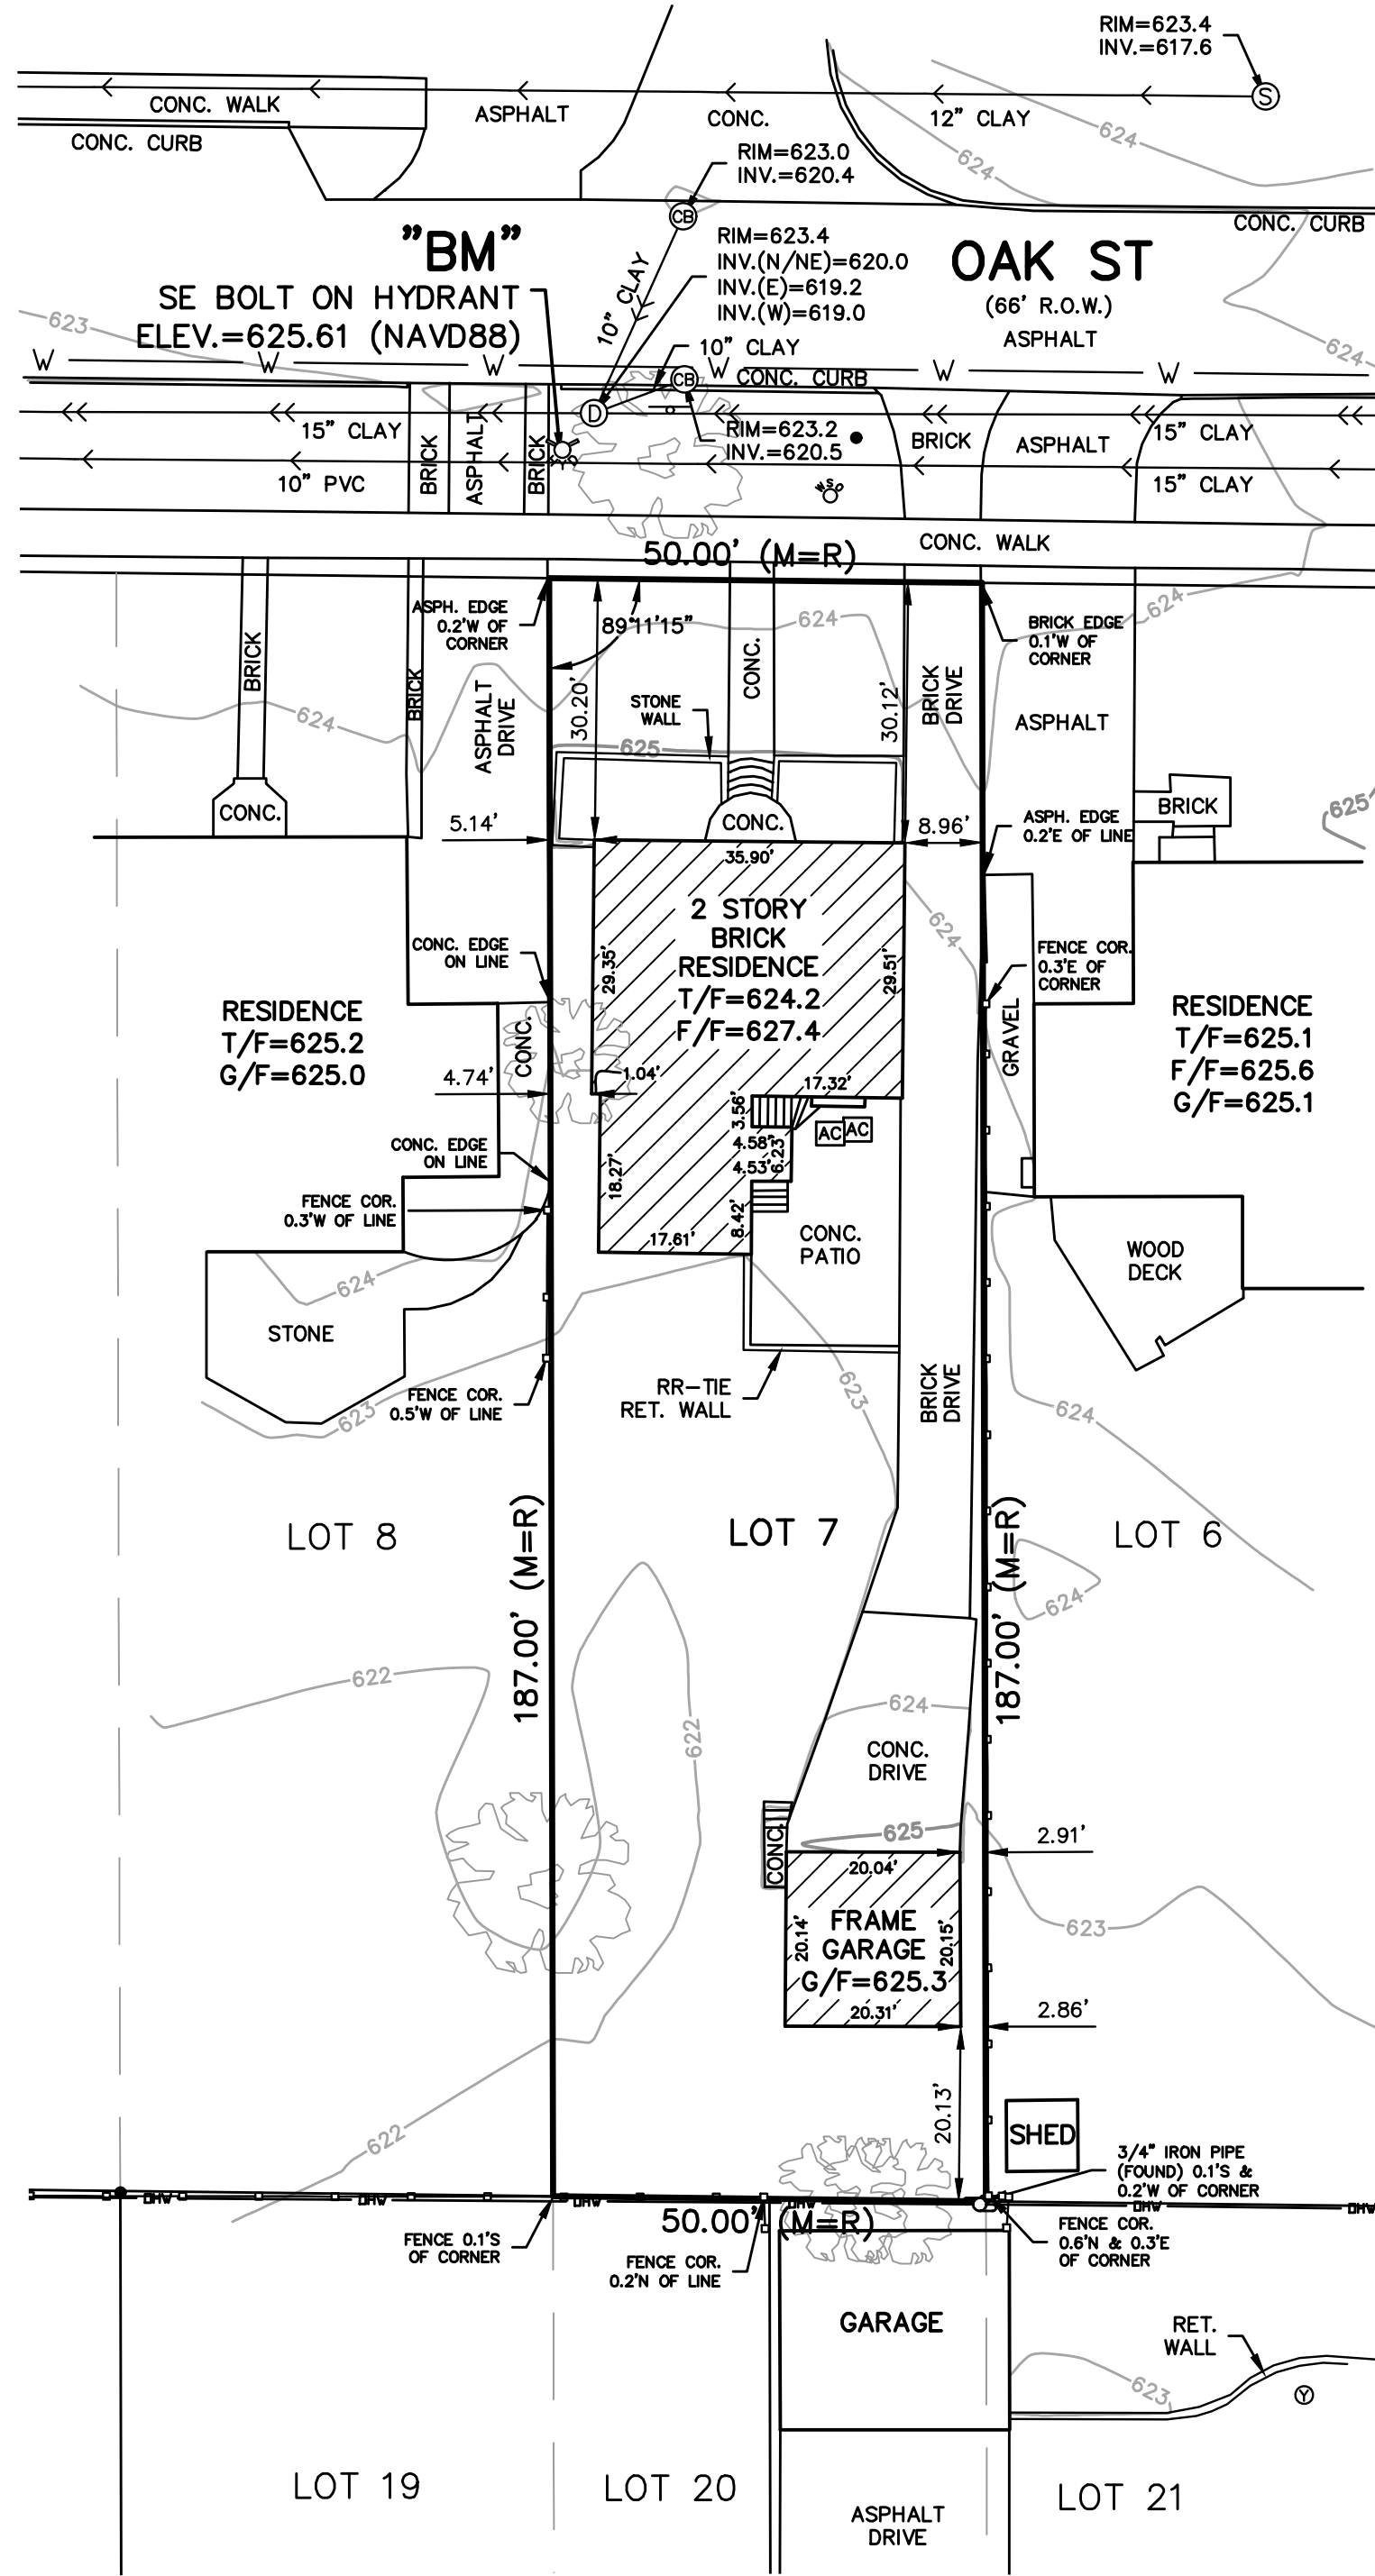 RIM=623.4
INV.=617.6
S
CONC. WALK
ASPHALT
CONC.
12" CLAY
CONC. CURB
624
624
RIM=623.0
INV.=620.4
CB
CONC. CURB
"BM"
SE BOLT ON HYDRANT
ELEV.=625.61 (NAVD88)
10" CLAY
RIM=623.4
INV.(N/NE)=620.0
INV.(E)=619.2
INV.(W)=619.0
OAK ST
(66' R.O.W.)
ASPHALT
623
624
W
W
W
W
W
W
10" CLAY
CB
CONC. CURB
D
15" CLAY
BRICK
ASPHALT
BRICK
RIM=623.2
INV.=620.5
BRICK
ASPHALT
15" CLAY
10" PVC
WSO
15" CLAY
CONC. WALK
50.00' (M=R)
ASPH. EDGE
0.2'W OF
CORNER
89°11'15"
624
624
BRICK EDGE
0.1'W OF
CORNER
BRICK
BRICK
624
ASPHALT
DRIVE
30.20'
STONE
WALL
CONC.
30.12'
BRICK
DRIVE
ASPHALT
625
CONC.
5.14'
CONC.
8.96'
ASPH. EDGE
0.2'E OF LINE
BRICK
625
35.90'
2 STORY
BRICK
RESIDENCE
T/F=624.2
F/F=627.4
29.35'
29.51'
624
CONC. EDGE
ON LINE
FENCE COR.
0.3'E OF
CORNER
RESIDENCE
T/F=625.2
G/F=625.0
CONC.
GRAVEL
RESIDENCE
T/F=625.1
F/F=625.6
G/F=625.1
4.74'
1.04'
17.32'
3.56'
AC
AC
4.58'
4.53'
6.23'
CONC. EDGE
ON LINE
18.27'
FENCE COR.
0.3'W OF LINE
8.42'
17.61'
CONC.
PATIO
WOOD
DECK
624
STONE
623
FENCE COR.
0.5'W OF LINE
RR-TIE
RET. WALL
623
BRICK
DRIVE
624
LOT 8
187.00' (M=R)
LOT 7
187.00' (M=R)
LOT 6
624
622
622
624
CONC.
DRIVE
CONC.
625
2.91'
20.04'
FRAME
GARAGE
G/F=625.3
20.14'
20.15'
20.31'
623
2.86'
20.13'
622
SHED
3/4" IRON PIPE
(FOUND) 0.1'S &
0.2'W OF CORNER
OHW
OHW
OHW
OHW
OHW
OHW
50.00' (M=R)
FENCE 0.1'S
OF CORNER
FENCE COR.
0.2'N OF LINE
FENCE COR.
0.6'N & 0.3'E
OF CORNER
GARAGE
RET.
WALL
623
Y
LOT 19
LOT 20
LOT 21
ASPHALT
DRIVE